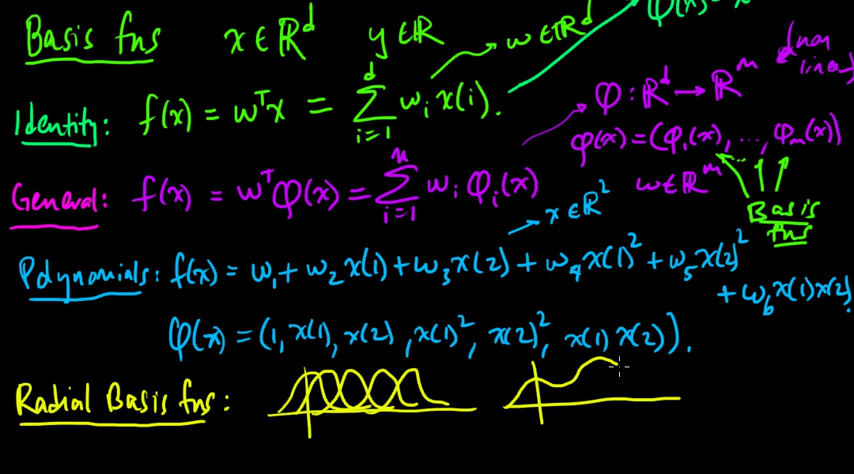 Basis fns x ∈ ℝ^d y ∈ ℝ w ∈ ℝ^d
Identity: f(x) = w^T x = ∑_{i=1}^{d} w_i x(i).
φ: ℝ^d → ℝ^m (non linear)
φ(x) = (φ_1(x), ..., φ_m(x))
w ∈ ℝ^m
Basis fns
General: f(x) = w^T φ(x) = ∑_{i=1}^{n} w_i φ_i(x)
x ∈ ℝ^2
Polynomials: f(x) = w_1 + w_2 x(1) + w_3 x(2) + w_4 x(1)^2 + w_5 x(2)^2
+ w_6 x(1) x(2).
φ(x) = (1, x(1), x(2), x(1)^2, x(2)^2, x(1) x(2)).
Radial Basis fns: